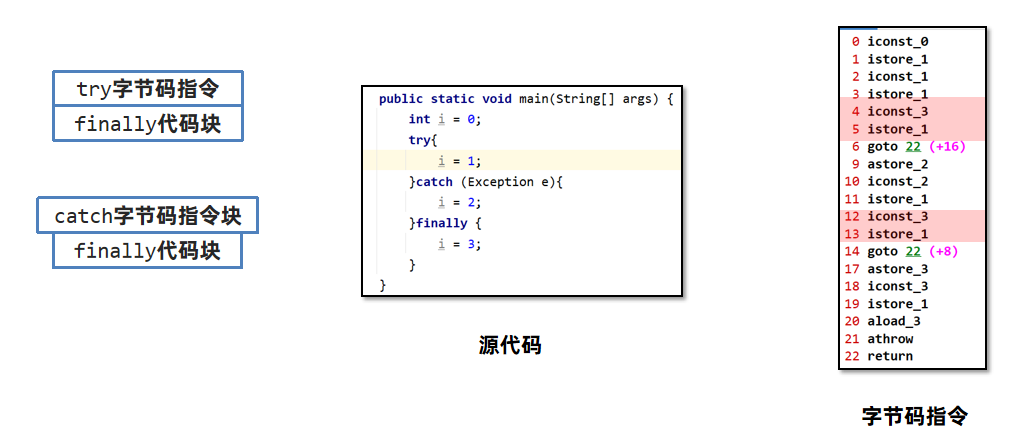 try字节码指令
finally代码块
catch字节码指令块
finally代码块
public static void main(String[] args) {
int i = 0;
try{
i = 1;
}catch (Exception e){
i = 2;
}finally {
i = 3;
}
}
源代码
0 iconst_0
1 istore_1
2 iconst_1
3 istore_1
4 iconst_3
5 istore_1
6 goto 22 (+16)
9 astore_2
10 iconst_2
11 istore_1
12 iconst_3
13 istore_1
14 goto 22 (+8)
17 astore_3
18 iconst_3
19 istore_1
20 aload_3
21 athrow
22 return
字节码指令